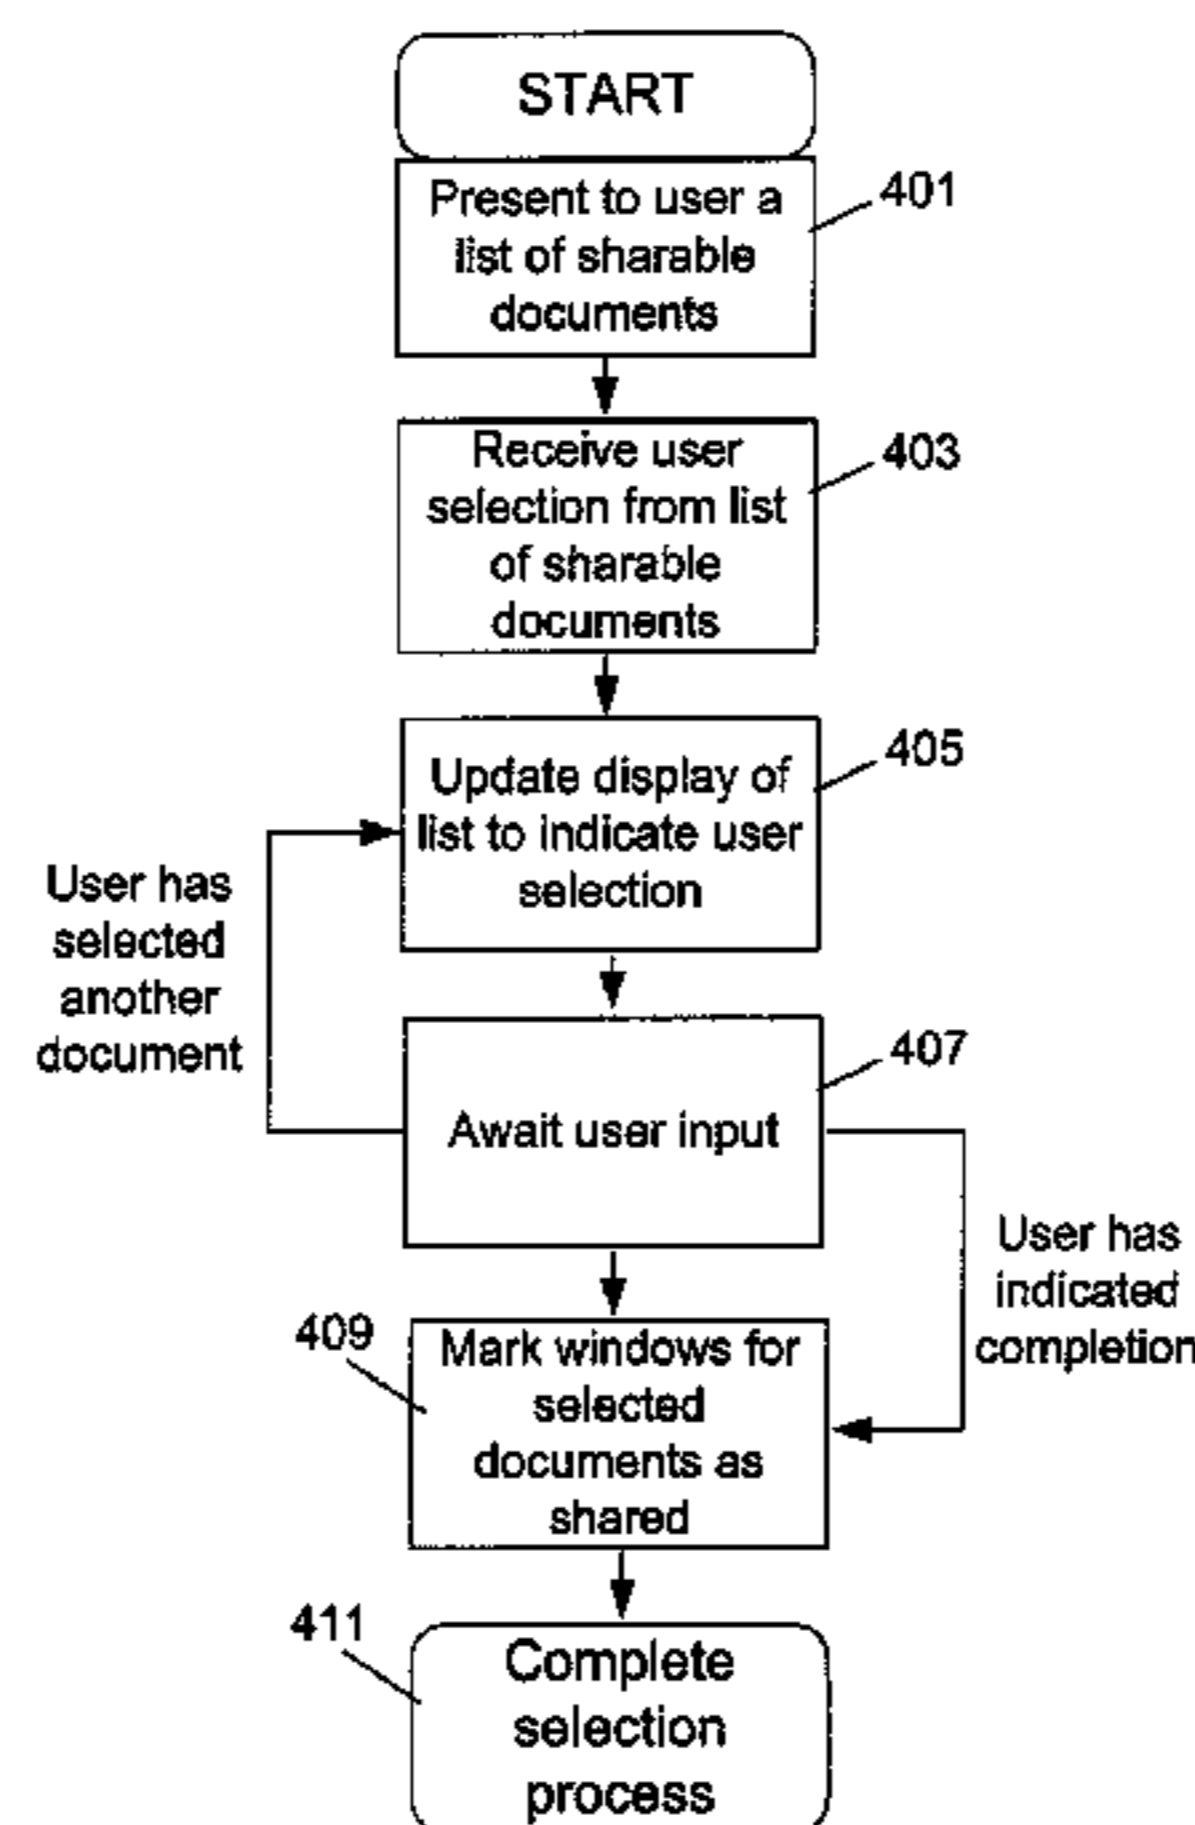 START
Present to user a
list of sharable
documents
401
Receive user
selection from list
of sharable
documents
403
Update display of
list to indicate user
selection
405
User has
selected
another
document
Await user input
407
User has
indicated
completion
409
Mark windows for
selected
documents as
shared
411
Complete
selection
process